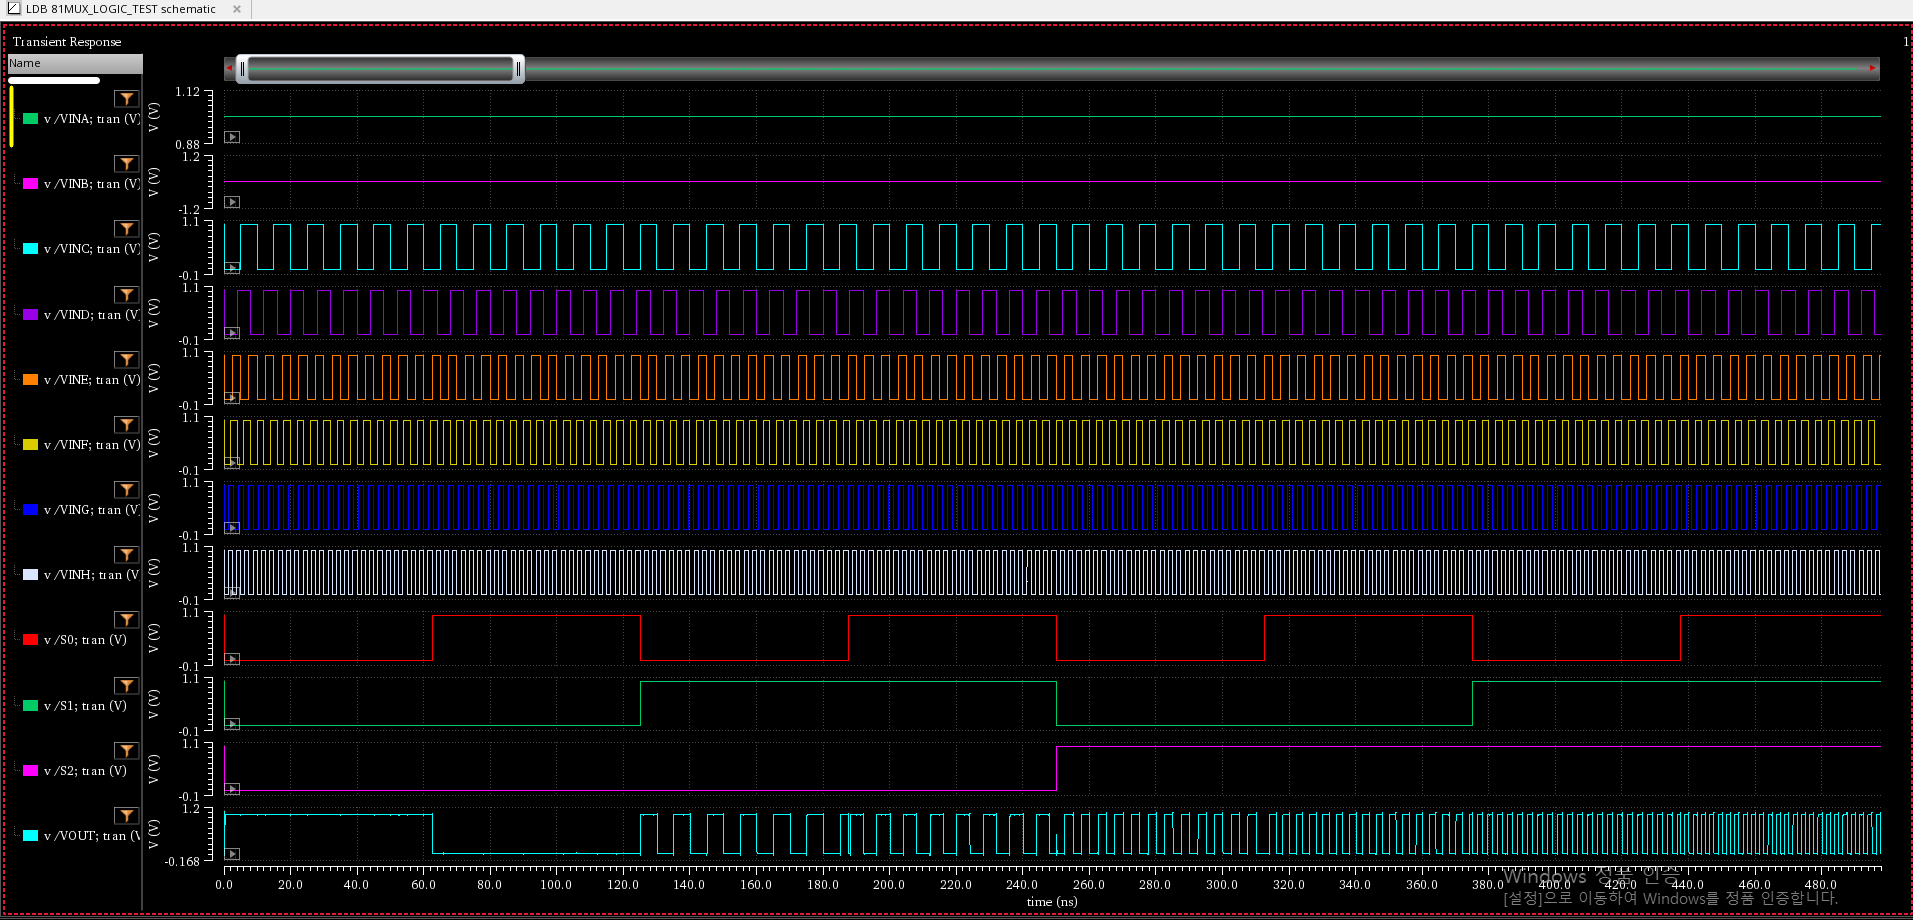 LDB 81MUX_LOGIC_TEST schematic
Transient Response
1
Name
1.12
v /VINA; tran (V)
V (V)
0.88
1.2
v /VINB; tran (V)
V (V)
-1.2
1.1
v /VINC; tran (V)
V (V)
-0.1
1.1
v /VIND; tran (V
V (V)
-0.1
1.1
v /VINE; tran (V)
V (V)
-0.1
1.1
v /VINF; tran (V)
V (V)
-0.1
1.1
v /VING; tran (V
V (V)
-0.1
1.1
v /VINH; tran (V
V (V)
-0.1
1.1
v /S0; tran (V)
V (V)
-0.1
1.1
v /S1; tran (V)
V (V)
-0.1
1.1
v /S2; tran (V)
V (V)
-0.1
1.2
v /VOUT; tran (V
V (V)
-0.168
0.0 20.0 40.0 60.0 80.0 100.0 120.0 140.0 160.0 180.0 200.0 220.0 240.0 260.0 280.0 300.0 320.0 340.0 360.0 380.0 400.0 420.0 440.0 460.0 480.0
time (ns)
Windows 정품 인증
[설정]으로 이동하여 Windows를 정품 인증합니다.